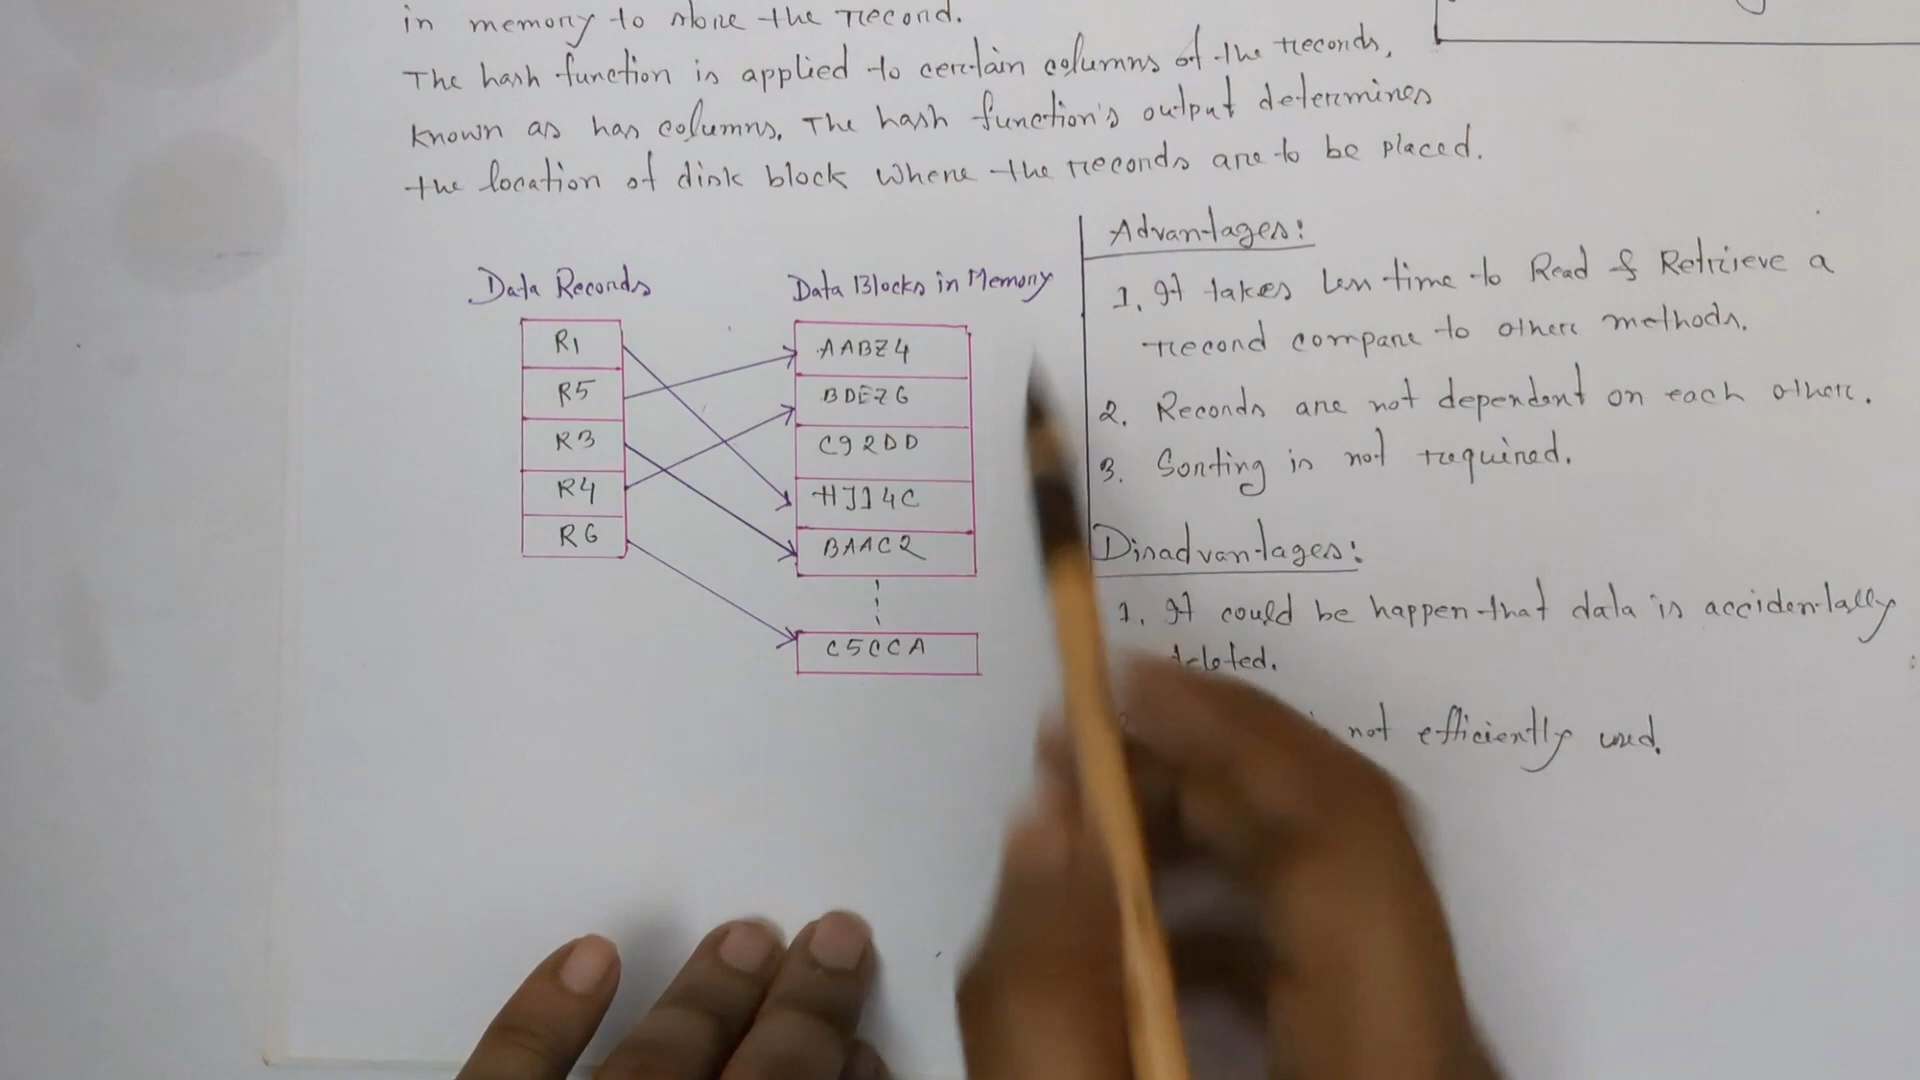 in memory to store the record.
The hash function is applied to certain columns of the records,
known as has columns. The hash function's output determines
the location of disk block where the records are to be placed.
Data Records
R1
R5
R3
R4
R6
Data Blocks in Memory
AABZ4
BDEZ6
C92DD
HJ14C
BAAC2
C5CCA
Advantages:
1. It takes less time to Read & Retrieve a
record compare to other methods.
2. Records are not dependent on each other.
3. Sorting is not required.
Disadvantages:
1. It could be happen that data is accidentally
deleted.
not efficiently used.